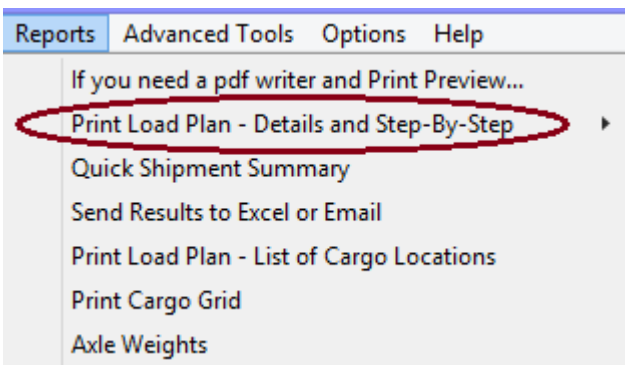 Reports Advanced Tools Options Help
If you need a pdf writer and Print Preview...
Print Load Plan - Details and Step-By-Step
Quick Shipment Summary
Send Results to Excel or Email
Print Load Plan - List of Cargo Locations
Print Cargo Grid
Axle Weights